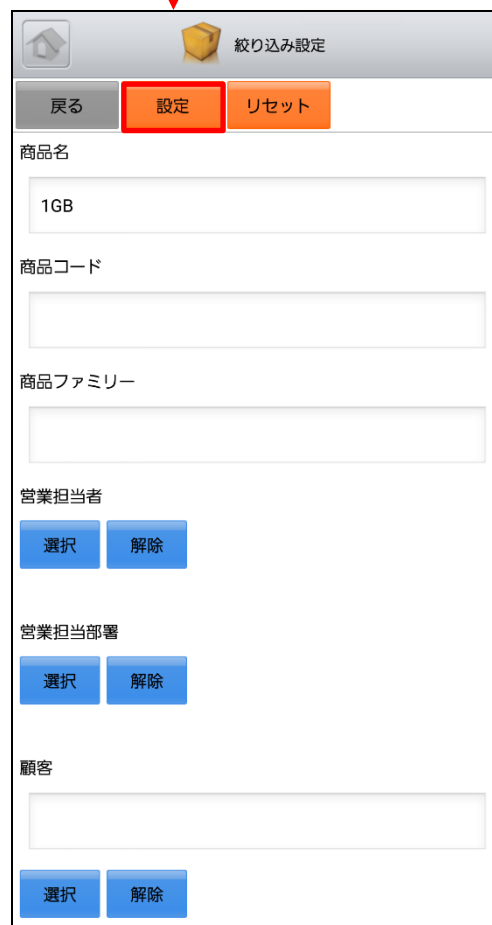 絞り込み設定
戻る 設定 リセット
商品名
1GB
商品コード
商品ファミリー
営業担当者
選択 解除
営業担当部署
選択 解除
顧客
選択 解除